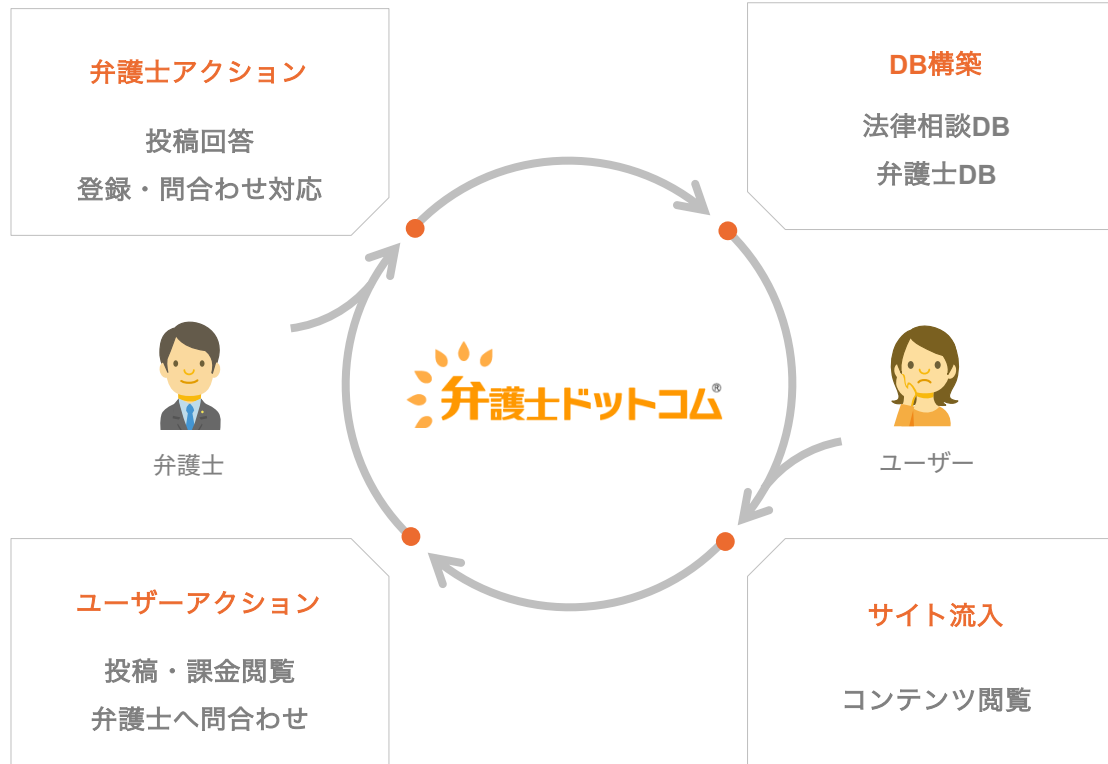 弁護士アクション
投稿回答
登録・問合わせ対応
DB構築
法律相談DB
弁護士DB
弁護士ドットコム®
弁護士
ユーザー
ユーザーアクション
投稿・課金閲覧
弁護士へ問合わせ
サイト流入
コンテンツ閲覧